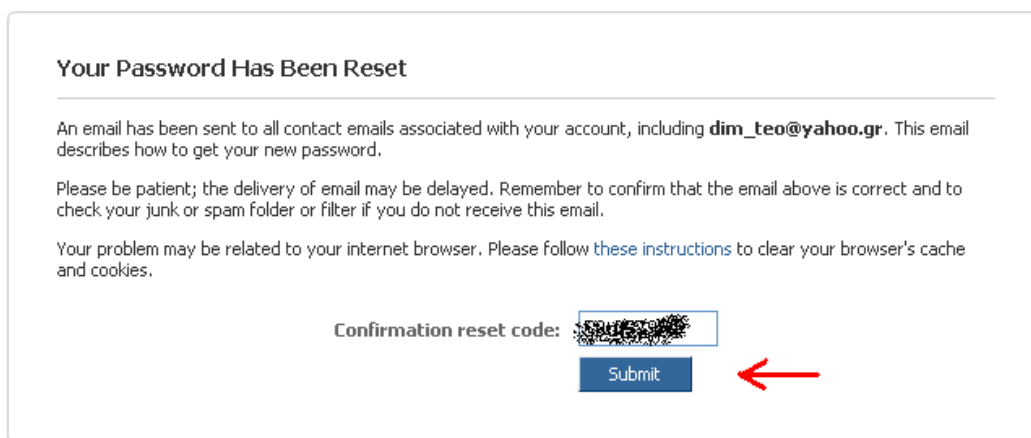 Your Password Has Been Reset
An email has been sent to all contact emails associated with your account, including dim_teo@yahoo.gr. This email
describes how to get your new password.
Please be patient; the delivery of email may be delayed. Remember to confirm that the email above is correct and to
check your junk or spam folder or filter if you do not receive this email.
Your problem may be related to your internet browser. Please follow these instructions to clear your browser's cache
and cookies.
Confirmation reset code:
Submit